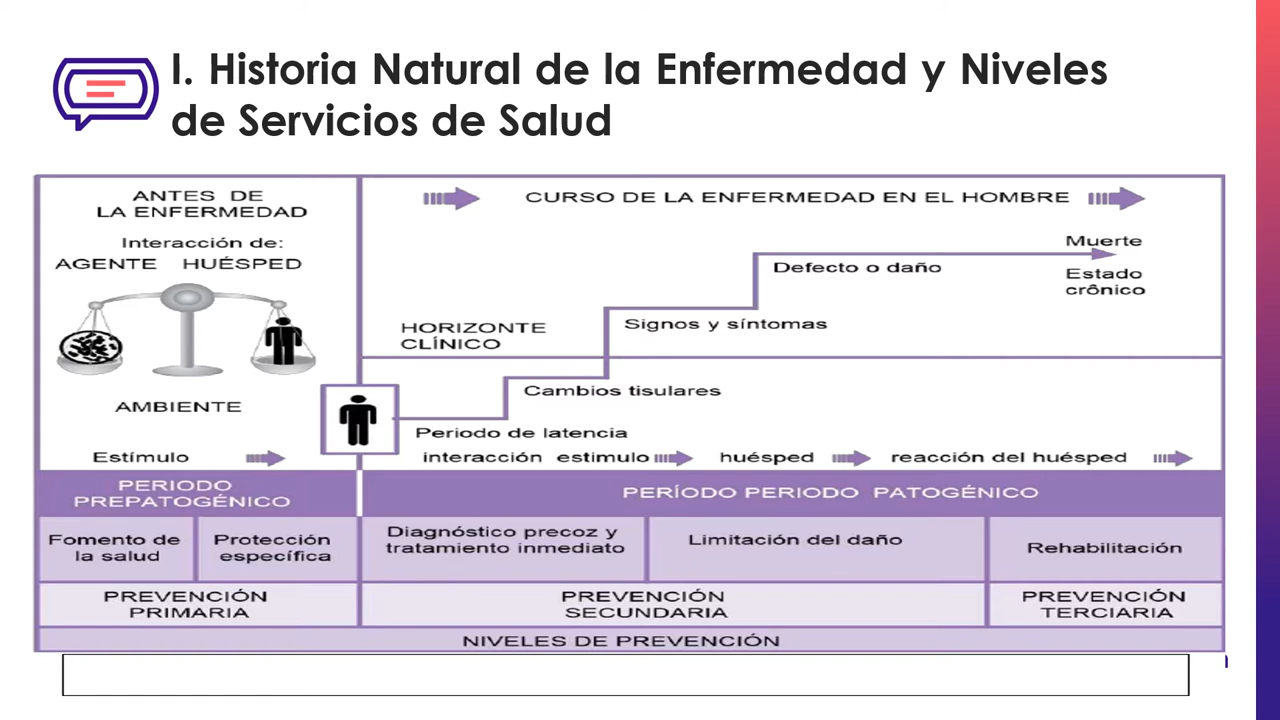 I. Historia Natural de la Enfermedad y Niveles
de Servicios de Salud
ANTES DE
LA ENFERMEDAD
Interacción de:
AGENTE HUÉSPED
AMBIENTE
Estímulo
CURSO DE LA ENFERMEDAD EN EL HOMBRE
Muerte
Defecto o daño
Estado
crônico
HORIZONTE
CLÍNICO
Signos y síntomas
Cambios tisulares
Periodo de latencia
interacción estimulo huésped reacción del huésped
PERIODO
PREPATOGÉNICO
PERÍODO PERIODO PATOGÉNICO
Fomento de
la salud
Protección
específica
Diagnóstico precoz y
tratamiento inmediato
Limitación del daño
Rehabilitación
PREVENCIÓN
PRIMARIA
PREVENCIÓN
SECUNDARIA
PREVENCIÓN
TERCIARIA
NIVELES DE PREVENCIÓN